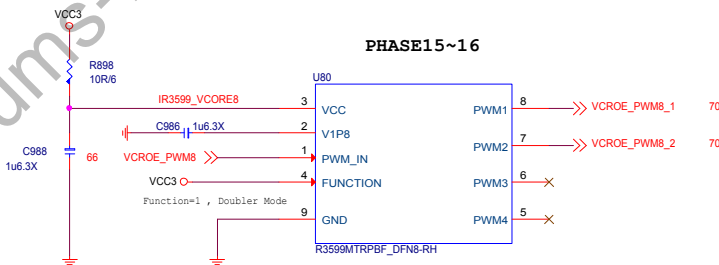 VCC3
PHASE15~16
R898
10R/6
U80
IR3599_VCORE8
3
VCC
PWM1
8
VCROE_PWM8_1
70
C986
1u6.3X
2
V1P8
C988
1u6.3X
66
VCROE_PWM8
1
PWM_IN
PWM2
7
VCROE_PWM8_2
70
VCC3
4
FUNCTION
PWM3
6
Function=1 , Doubler Mode
9
GND
PWM4
5
R3599MTRPBF_DFN8-RH
dms-